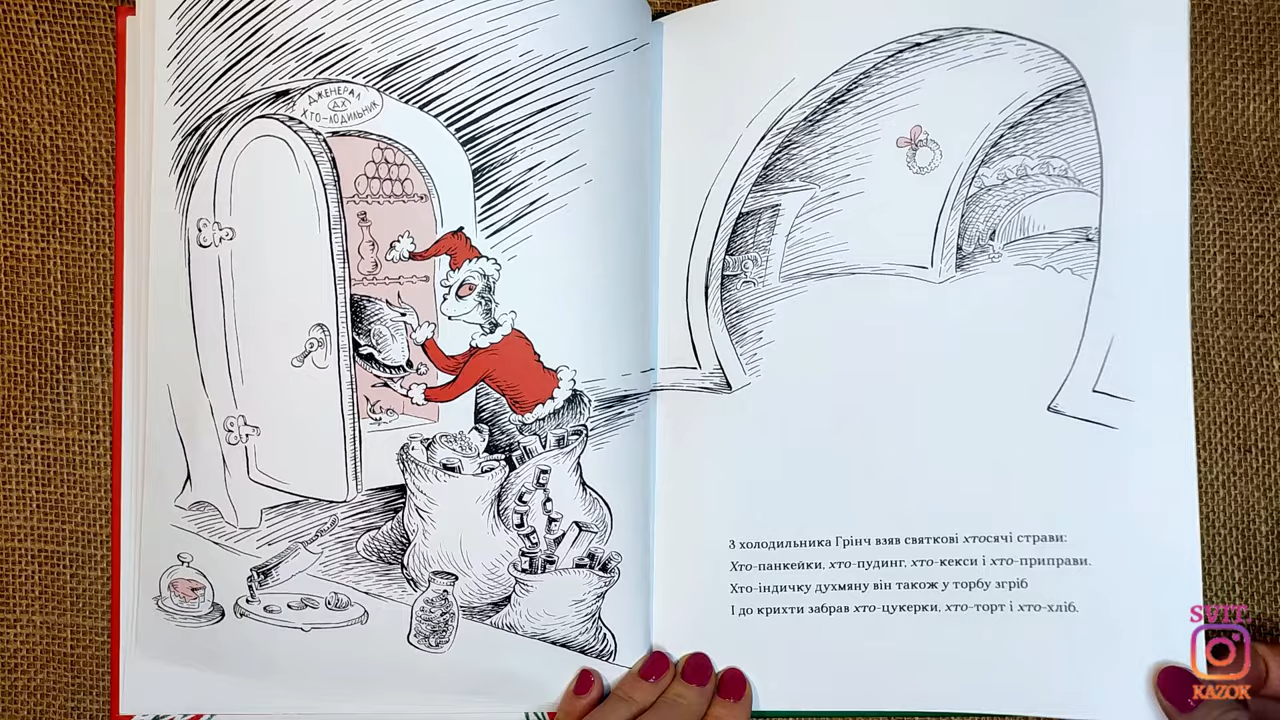 ДЖЕНЕРАЛ
ДХ
ХТО-ЛОДИЛЬНИК
З холодильника Грінч взяв святкові хтосячі страви:
Хто-панкейки, хто-пудинг, хто-кекси і хто-приправи.
Хто-індичку духмяну він також у торбу згріб
І до крихти забрав хто-цукерки, хто-торт і хто-хліб.
SVIT
KAZOK